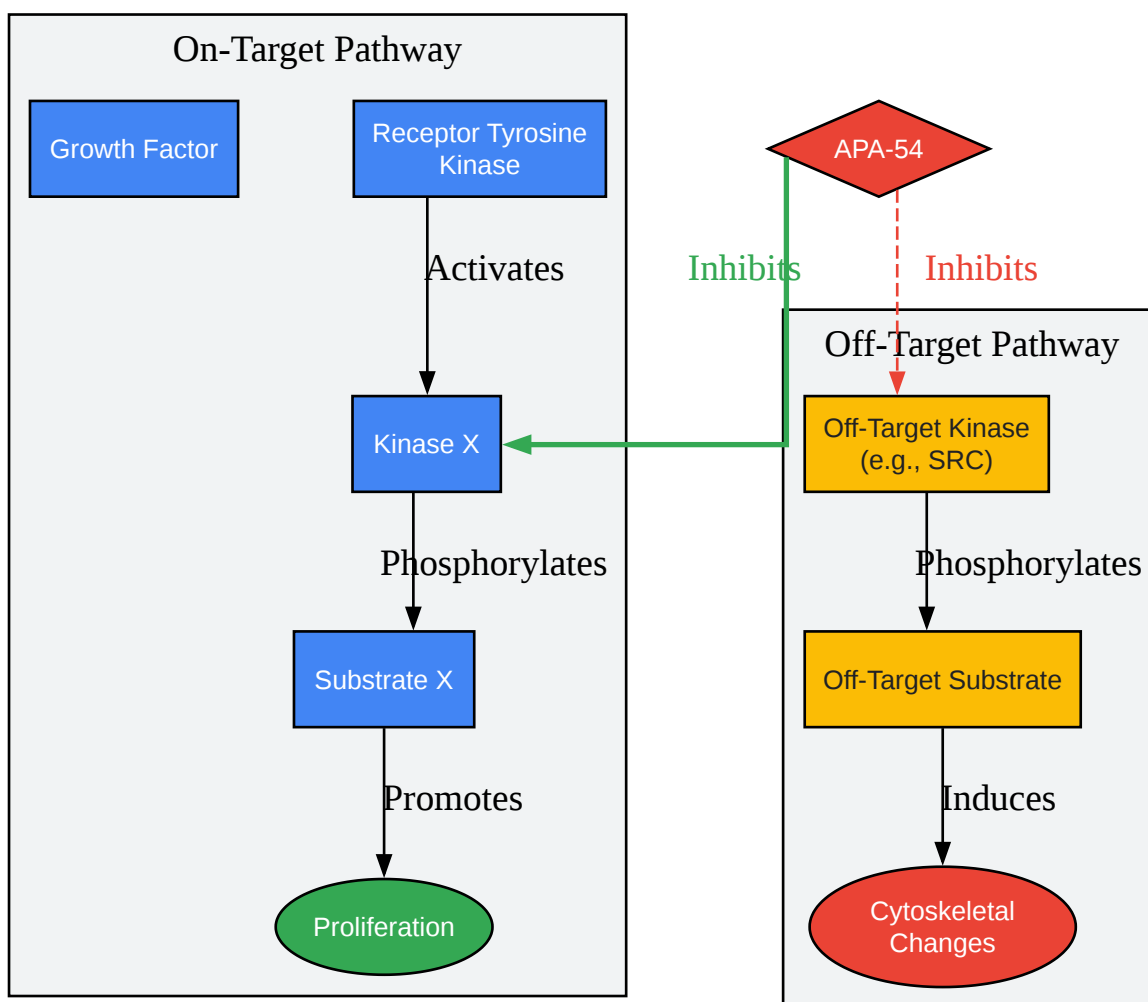 On-Target Pathway
Growth Factor
Receptor Tyrosine
Kinase
APA-54
Activates
Inhibits
Inhibits
Off-Target Pathway
Kinase X
Off-Target Kinase
(e.g., SRC)
Phosphorylates
Phosphorylates
Substrate X
Off-Target Substrate
Promotes
Induces
Proliferation
Cytoskeletal
Changes